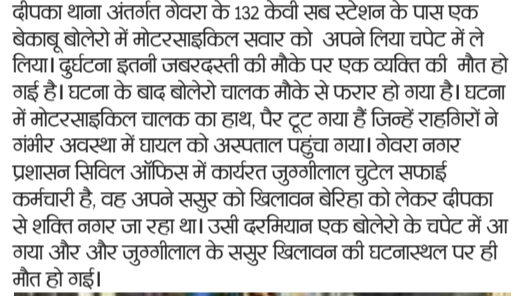 दीपका थाना अंतर्गत गेवरा के 132 केवी सब स्टेशन के पास एक
बेकाबू बोलेरो में मोटरसाइकिल सवार को अपने लिया चपेट में ले
लिया। दुर्घटना इतनी जबरदस्ती की मौके पर एक व्यक्ति की मौत हो
गई है। घटना के बाद बोलेरो चालक मौके से फरार हो गया है। घटना
में मोटरसाइकिल चालक का हाथ, पैर टूट गया हैं जिन्हें राहगिरों ने
गंभीर अवस्था में घायल को अस्पताल पहुंचा गया। गेवरा नगर
प्रशासन सिविल ऑफिस में कार्यरत जुग्गीलाल चुटेल सफाई
कर्मचारी है, वह अपने ससुर को खिलावन बेरिहा को लेकर दीपका
से शक्ति नगर जा रहा था। उसी दरमियान एक बोलेरो के चपेट में आ
गया और और जुग्गीलाल के ससुर खिलावन की घटनास्थल पर ही
मौत हो गई।